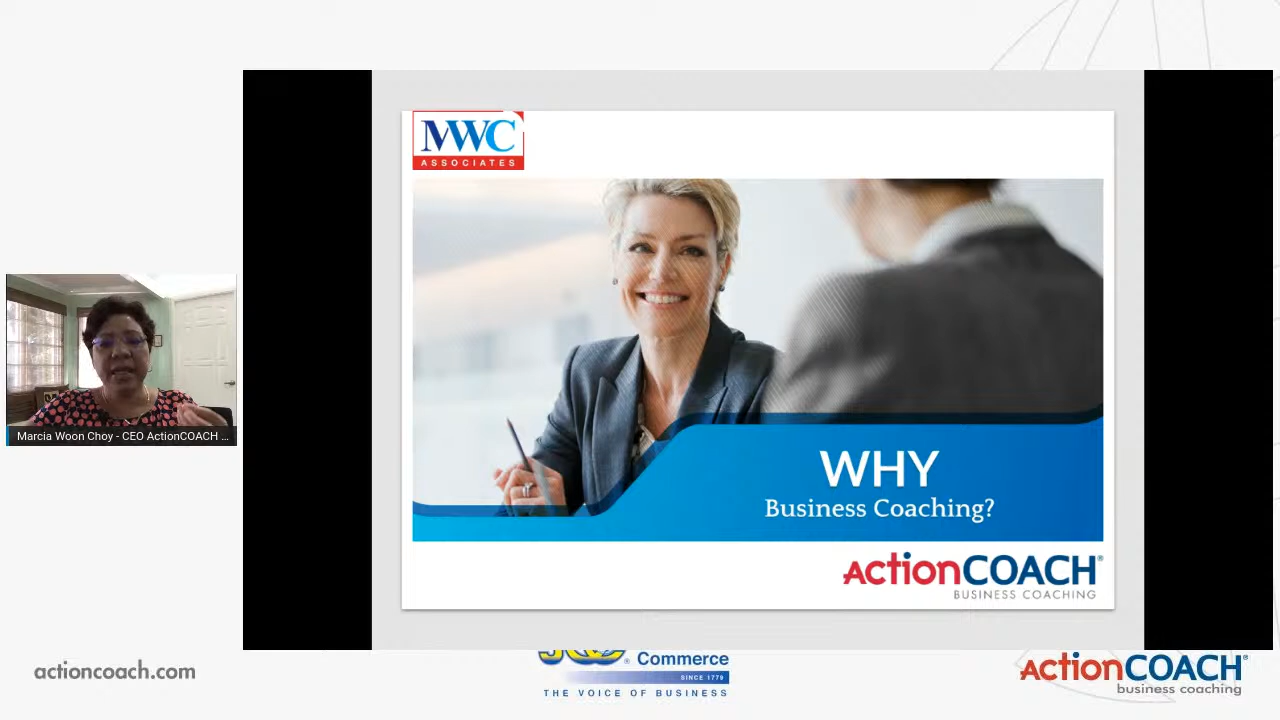 MWC
ASSOCIATES
WHY
Business Coaching?
ActionCOACH®
BUSINESS COACHING
Marcia Woon Choy - CEO ActionCOACH ...
actioncoach.com
® Commerce
SINCE 1779
THE VOICE OF BUSINESS
ActionCOACH®
business coaching